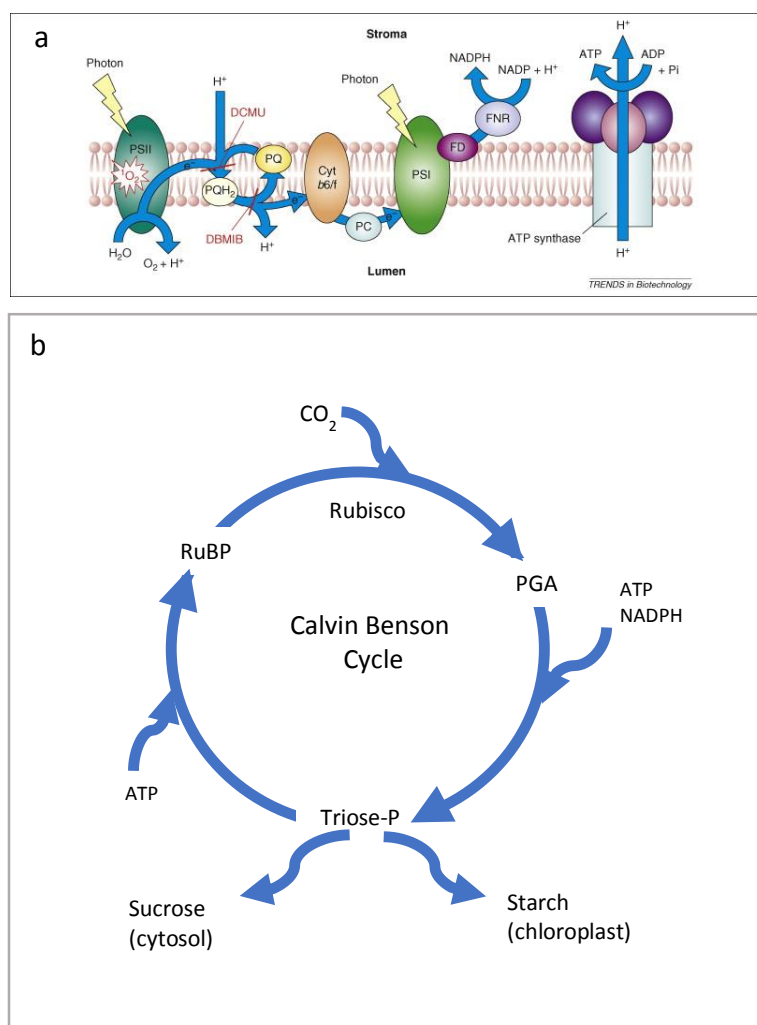 a
Stroma
Photon
H⁺
DCMU
PSII
¹O₂
e⁻
PQ
PQH₂
DBMIB
H⁺
H₂O
O₂ + H⁺
Cyt
b6/f
PC
e⁻
Photon
PSI
FD
FNR
NADPH
NADP + H⁺
H⁺
ATP
ADP
+ Pi
ATP synthase
H⁺
Lumen
TRENDS in Biotechnology
b
CO₂
Rubisco
RuBP
PGA
ATP
NADPH
Calvin Benson
Cycle
ATP
Triose-P
Sucrose
(cytosol)
Starch
(chloroplast)